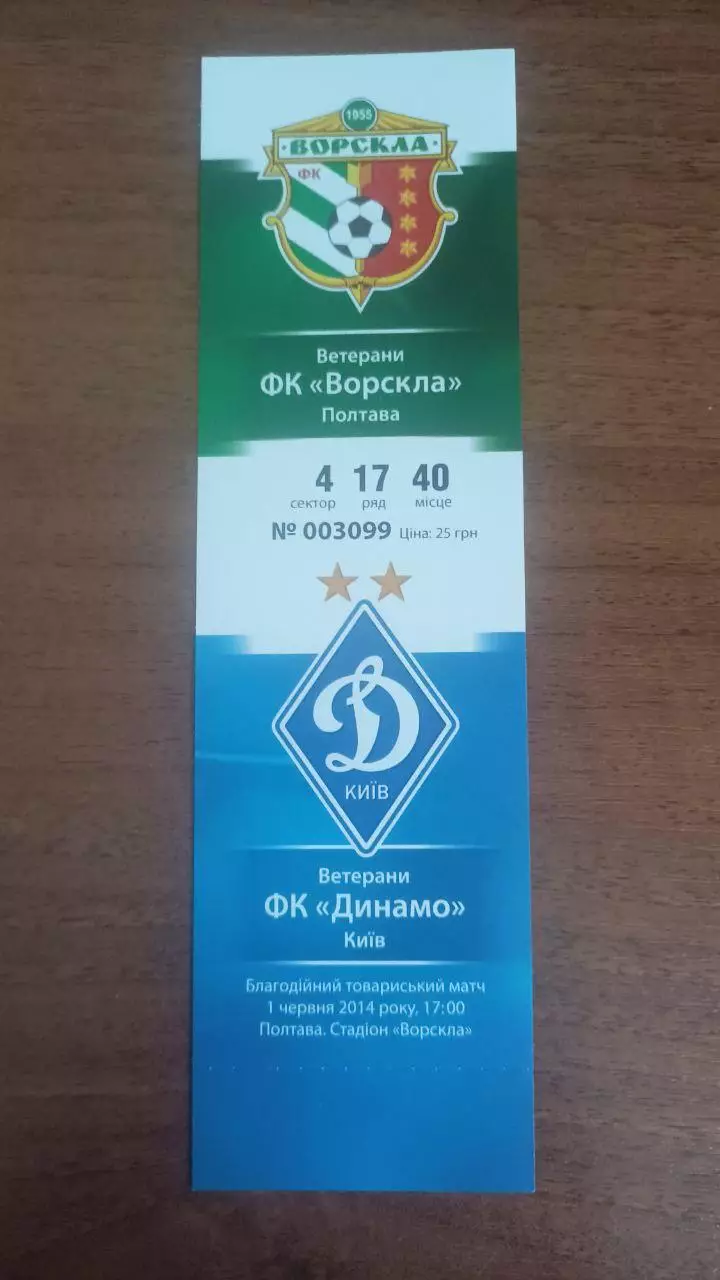 1955
ВОРСКЛА
ФК
Ветерани
ФК «Ворскла»
Полтава
4 17 40
сектор ряд місце
№ 003099 Ціна: 25 грн
Д
КИЇВ
Ветерани
ФК «Динамо»
Київ
Благодійний товариський матч
1 червня 2014 року, 17:00
Полтава. Стадіон «Ворскла»